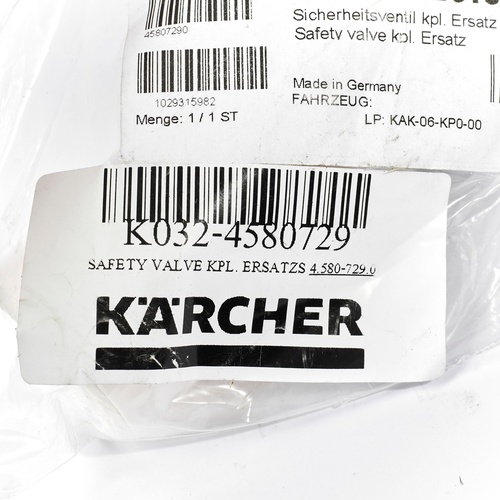 45807290
Sicherheitsventil kpl. Ersatz
Safety valve kpl. Ersatz
1029315982
Menge: 1 / 1 ST
Made in Germany
FAHRZEUG:
LP: KAK-06-KP0-00
K032-4580729
SAFETY VALVE KPL. ERSATZS 4.580-729.0
KÄRCHER